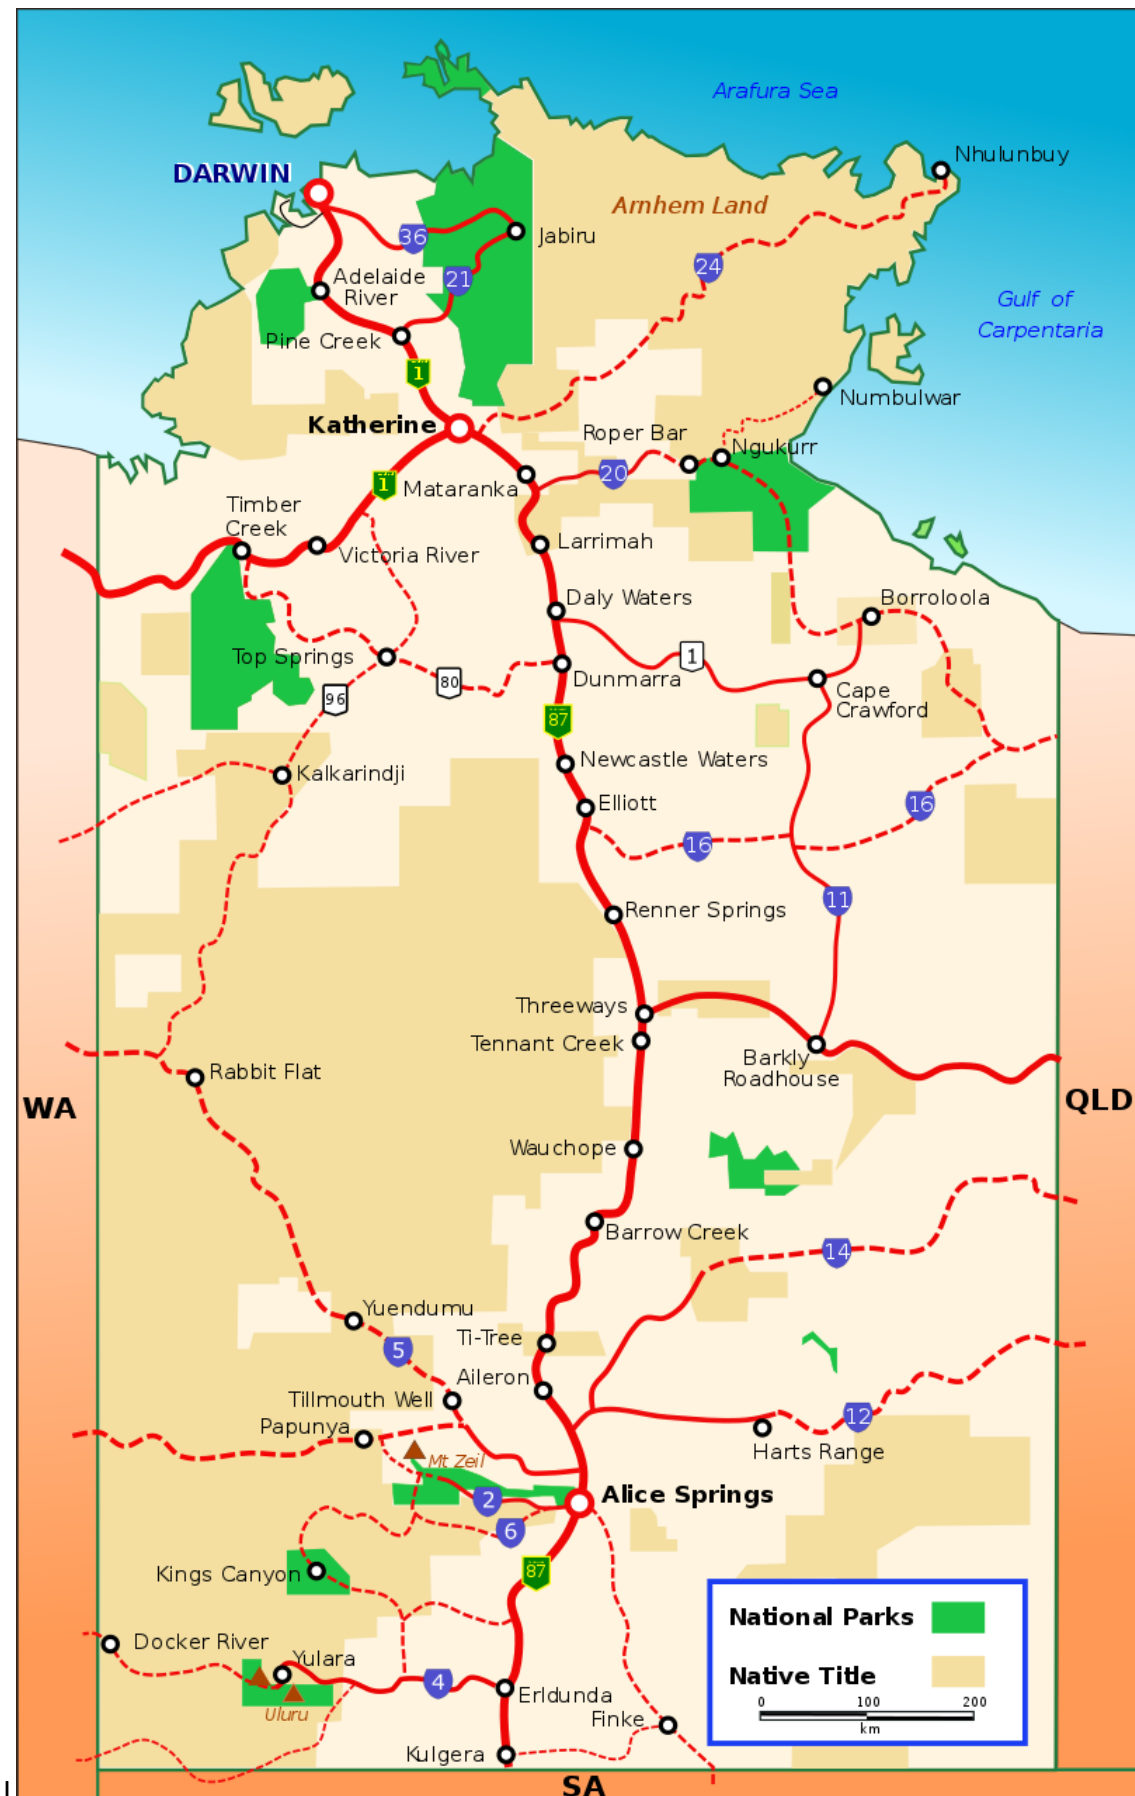 Arafura Sea
Nhulunbuy
DARWIN
Arnhem Land
36
Jabiru
24
21
Adelaide
River
Gulf of
Carpentaria
Pine Creek
1
Numbulwar
Katherine
Roper Bar
Ngukurr
20
1
Mataranka
Timber
Creek
Larrimah
Victoria River
Daly Waters
Borroloola
Top Springs
1
80
Dunmarra
96
Cape
Crawford
87
Newcastle Waters
Kalkarindji
Elliott
16
16
11
Renner Springs
Threeways
Tennant Creek
Barkly
Roadhouse
Rabbit Flat
WA
QLD
Wauchope
Barrow Creek
14
Yuendumu
Ti-Tree
5
Aileron
Tillmouth Well
12
Papunya
Harts Range
Mt Zeil
Alice Springs
2
6
87
Kings Canyon
National Parks
Docker River
Yulara
Native Title
4
Erldunda
0 100 200
km
Uluru
Finke
Kulgera
SA